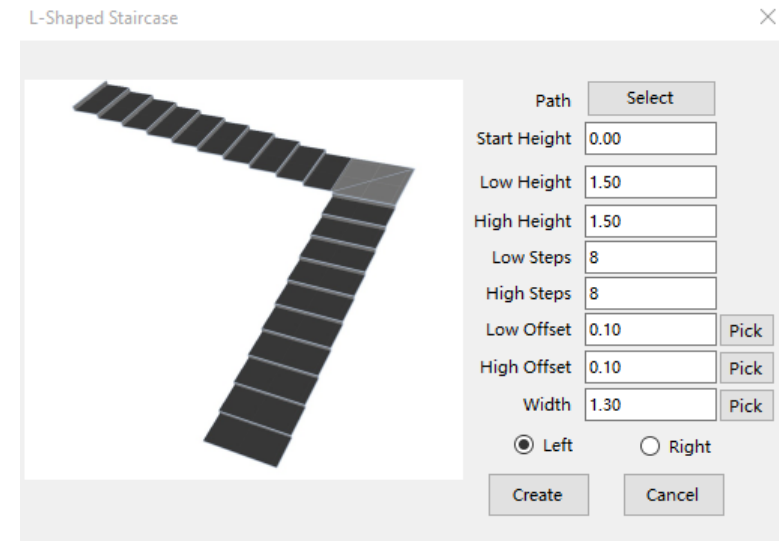 L-Shaped Staircase
Path Select
Start Height 0.00
Low Height 1.50
High Height 1.50
Low Steps 8
High Steps 8
Low Offset 0.10 Pick
High Offset 0.10 Pick
Width 1.30 Pick
Left Right
Create Cancel